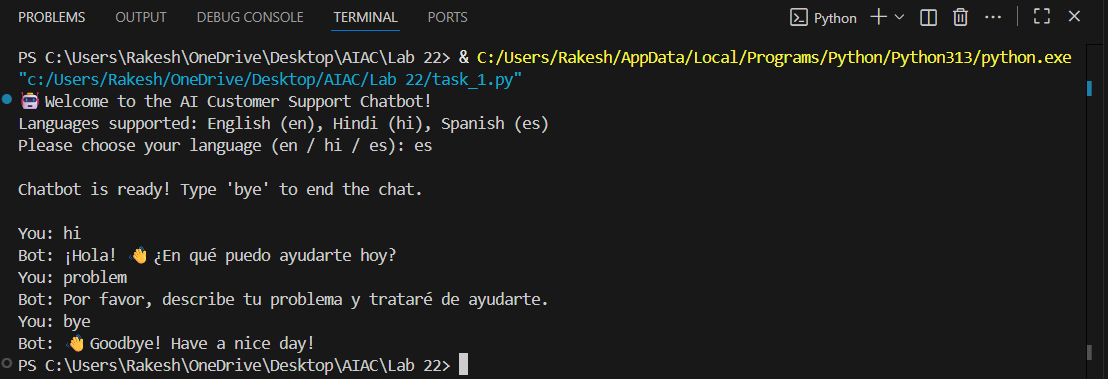 PROBLEMS OUTPUT DEBUG CONSOLE TERMINAL PORTS Python
PS C:\Users\Rakesh\OneDrive\Desktop\AIAC\Lab 22> & C:/Users/Rakesh/AppData/Local/Programs/Python/Python313/python.exe
"c:/Users/Rakesh/OneDrive/Desktop/AIAC/Lab 22/task_1.py"
🤖 Welcome to the AI Customer Support Chatbot!
Languages supported: English (en), Hindi (hi), Spanish (es)
Please choose your language (en / hi / es): es
Chatbot is ready! Type 'bye' to end the chat.
You: hi
Bot: ¡Hola! 👋 ¿En qué puedo ayudarte hoy?
You: problem
Bot: Por favor, describe tu problema y trataré de ayudarte.
You: bye
Bot: 👋 Goodbye! Have a nice day!
PS C:\Users\Rakesh\OneDrive\Desktop\AIAC\Lab 22>